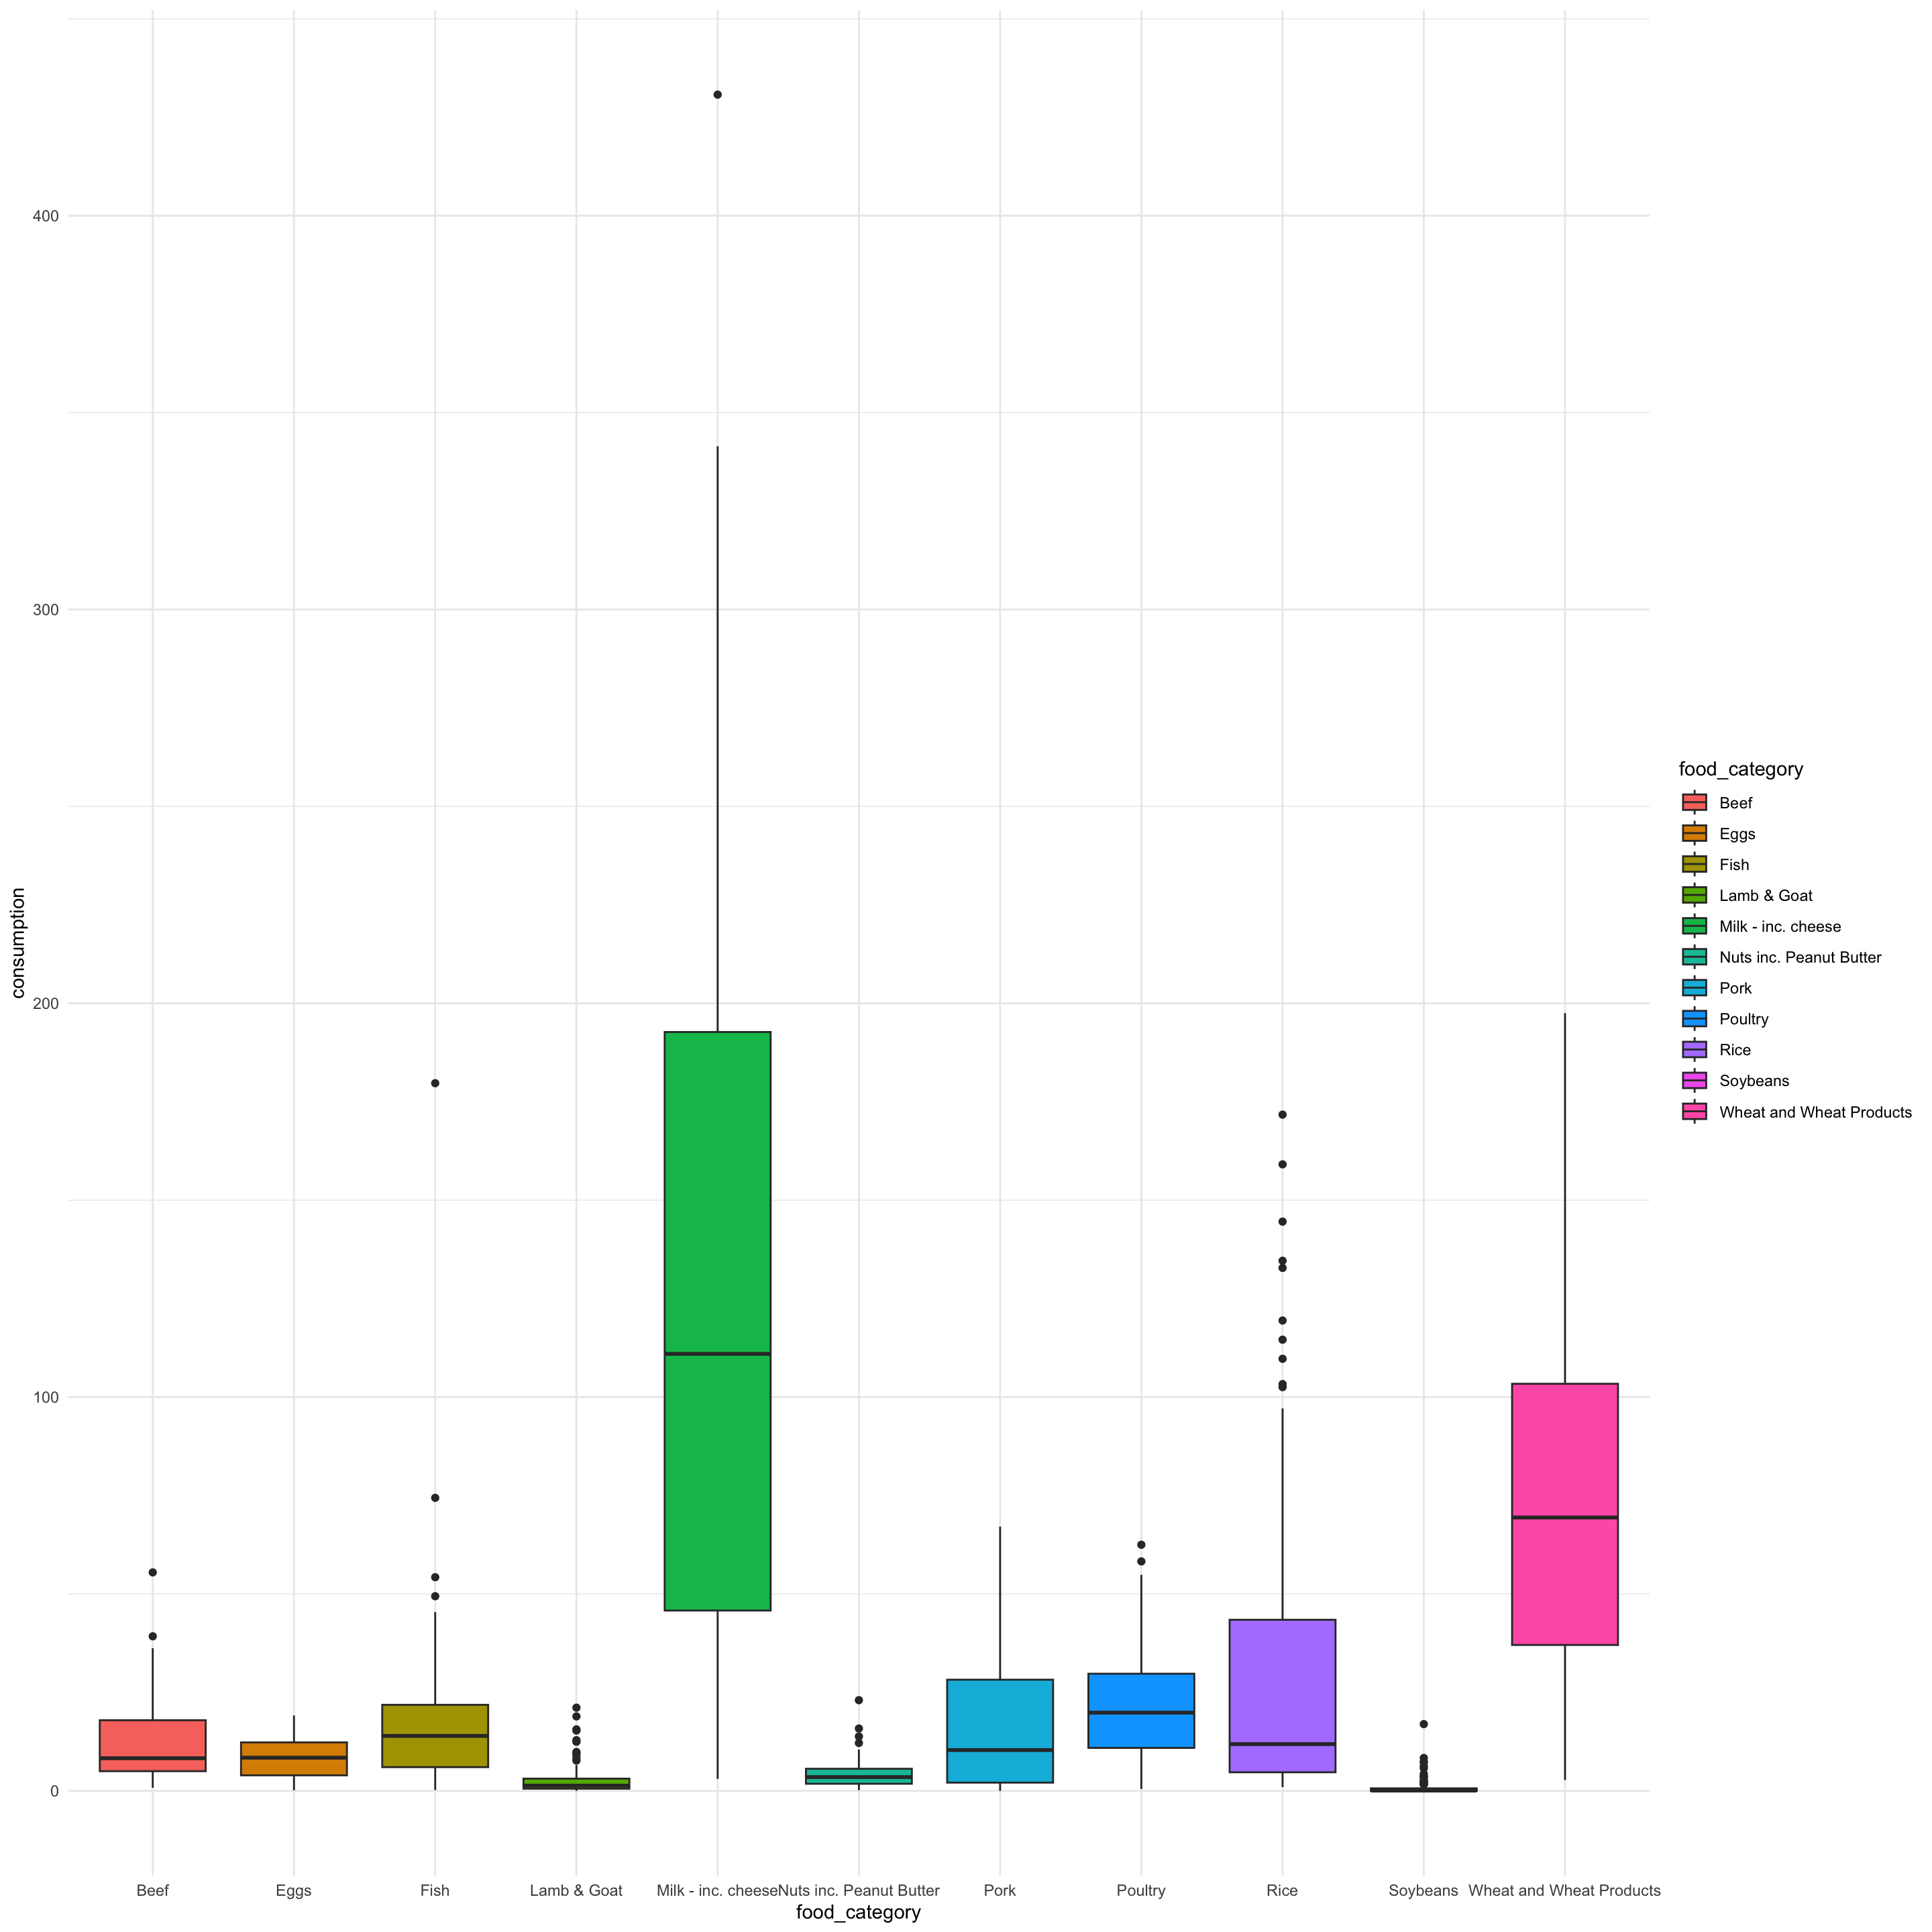 400
300
200
100
0
consumption
Beef
Eggs
Fish
Lamb & Goat
Milk - inc. cheese
Nuts inc. Peanut Butter
Pork
Poultry
Rice
Soybeans
Wheat and Wheat Products
food_category
food_category
Beef
Eggs
Fish
Lamb & Goat
Milk - inc. cheese
Nuts inc. Peanut Butter
Pork
Poultry
Rice
Soybeans
Wheat and Wheat Products